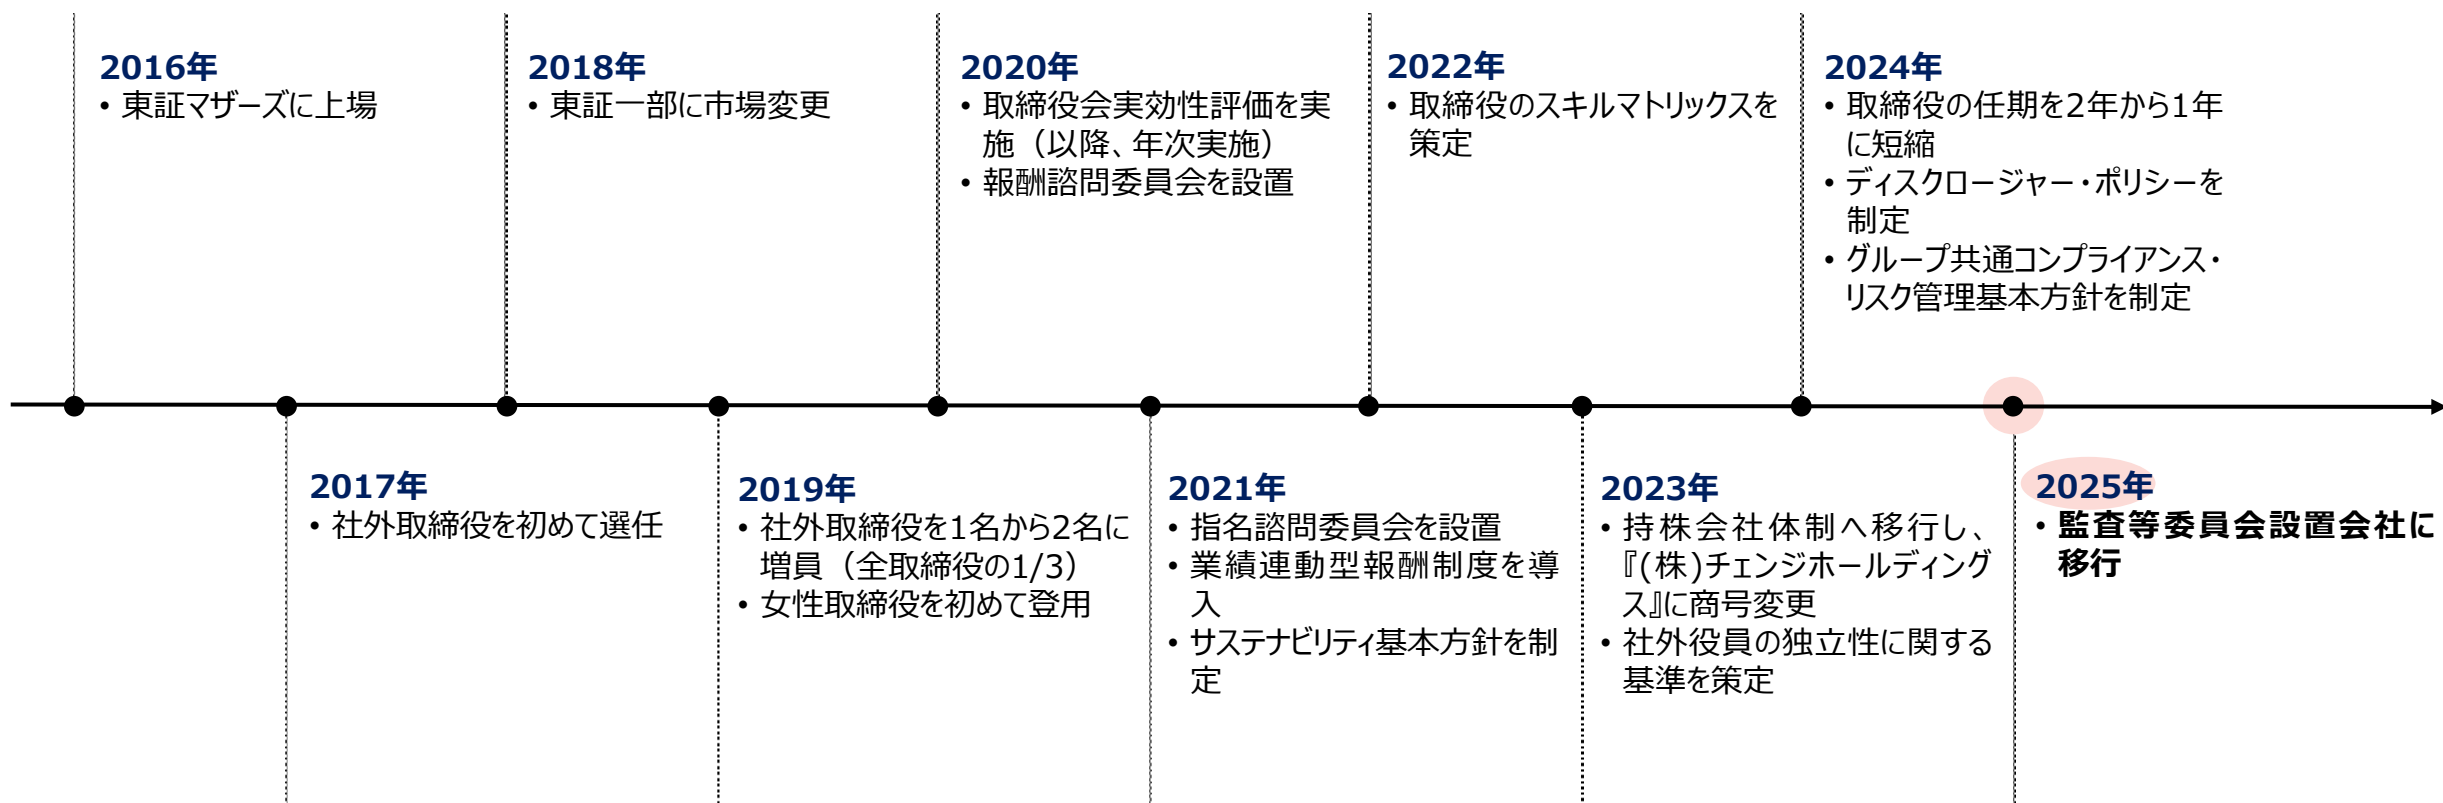 2016年
• 東証マザーズに上場
2018年
• 東証一部に市場変更
2020年
• 取締役会実効性評価を実
施（以降、年次実施）
• 報酬諮問委員会を設置
2022年
• 取締役のスキルマトリックスを
策定
2024年
• 取締役の任期を2年から1年
に短縮
• ディスクロージャー・ポリシーを
制定
• グループ共通コンプライアンス・
リスク管理基本方針を制定
2017年
• 社外取締役を初めて選任
2019年
• 社外取締役を1名から2名に
増員（全取締役の1/3）
• 女性取締役を初めて登用
2021年
• 指名諮問委員会を設置
• 業績連動型報酬制度を導
入
• サステナビリティ基本方針を制
定
2023年
• 持株会社体制へ移行し、
『(株)チェンジホールディング
ス』に商号変更
• 社外役員の独立性に関する
基準を策定
2025年
• 監査等委員会設置会社に
移行